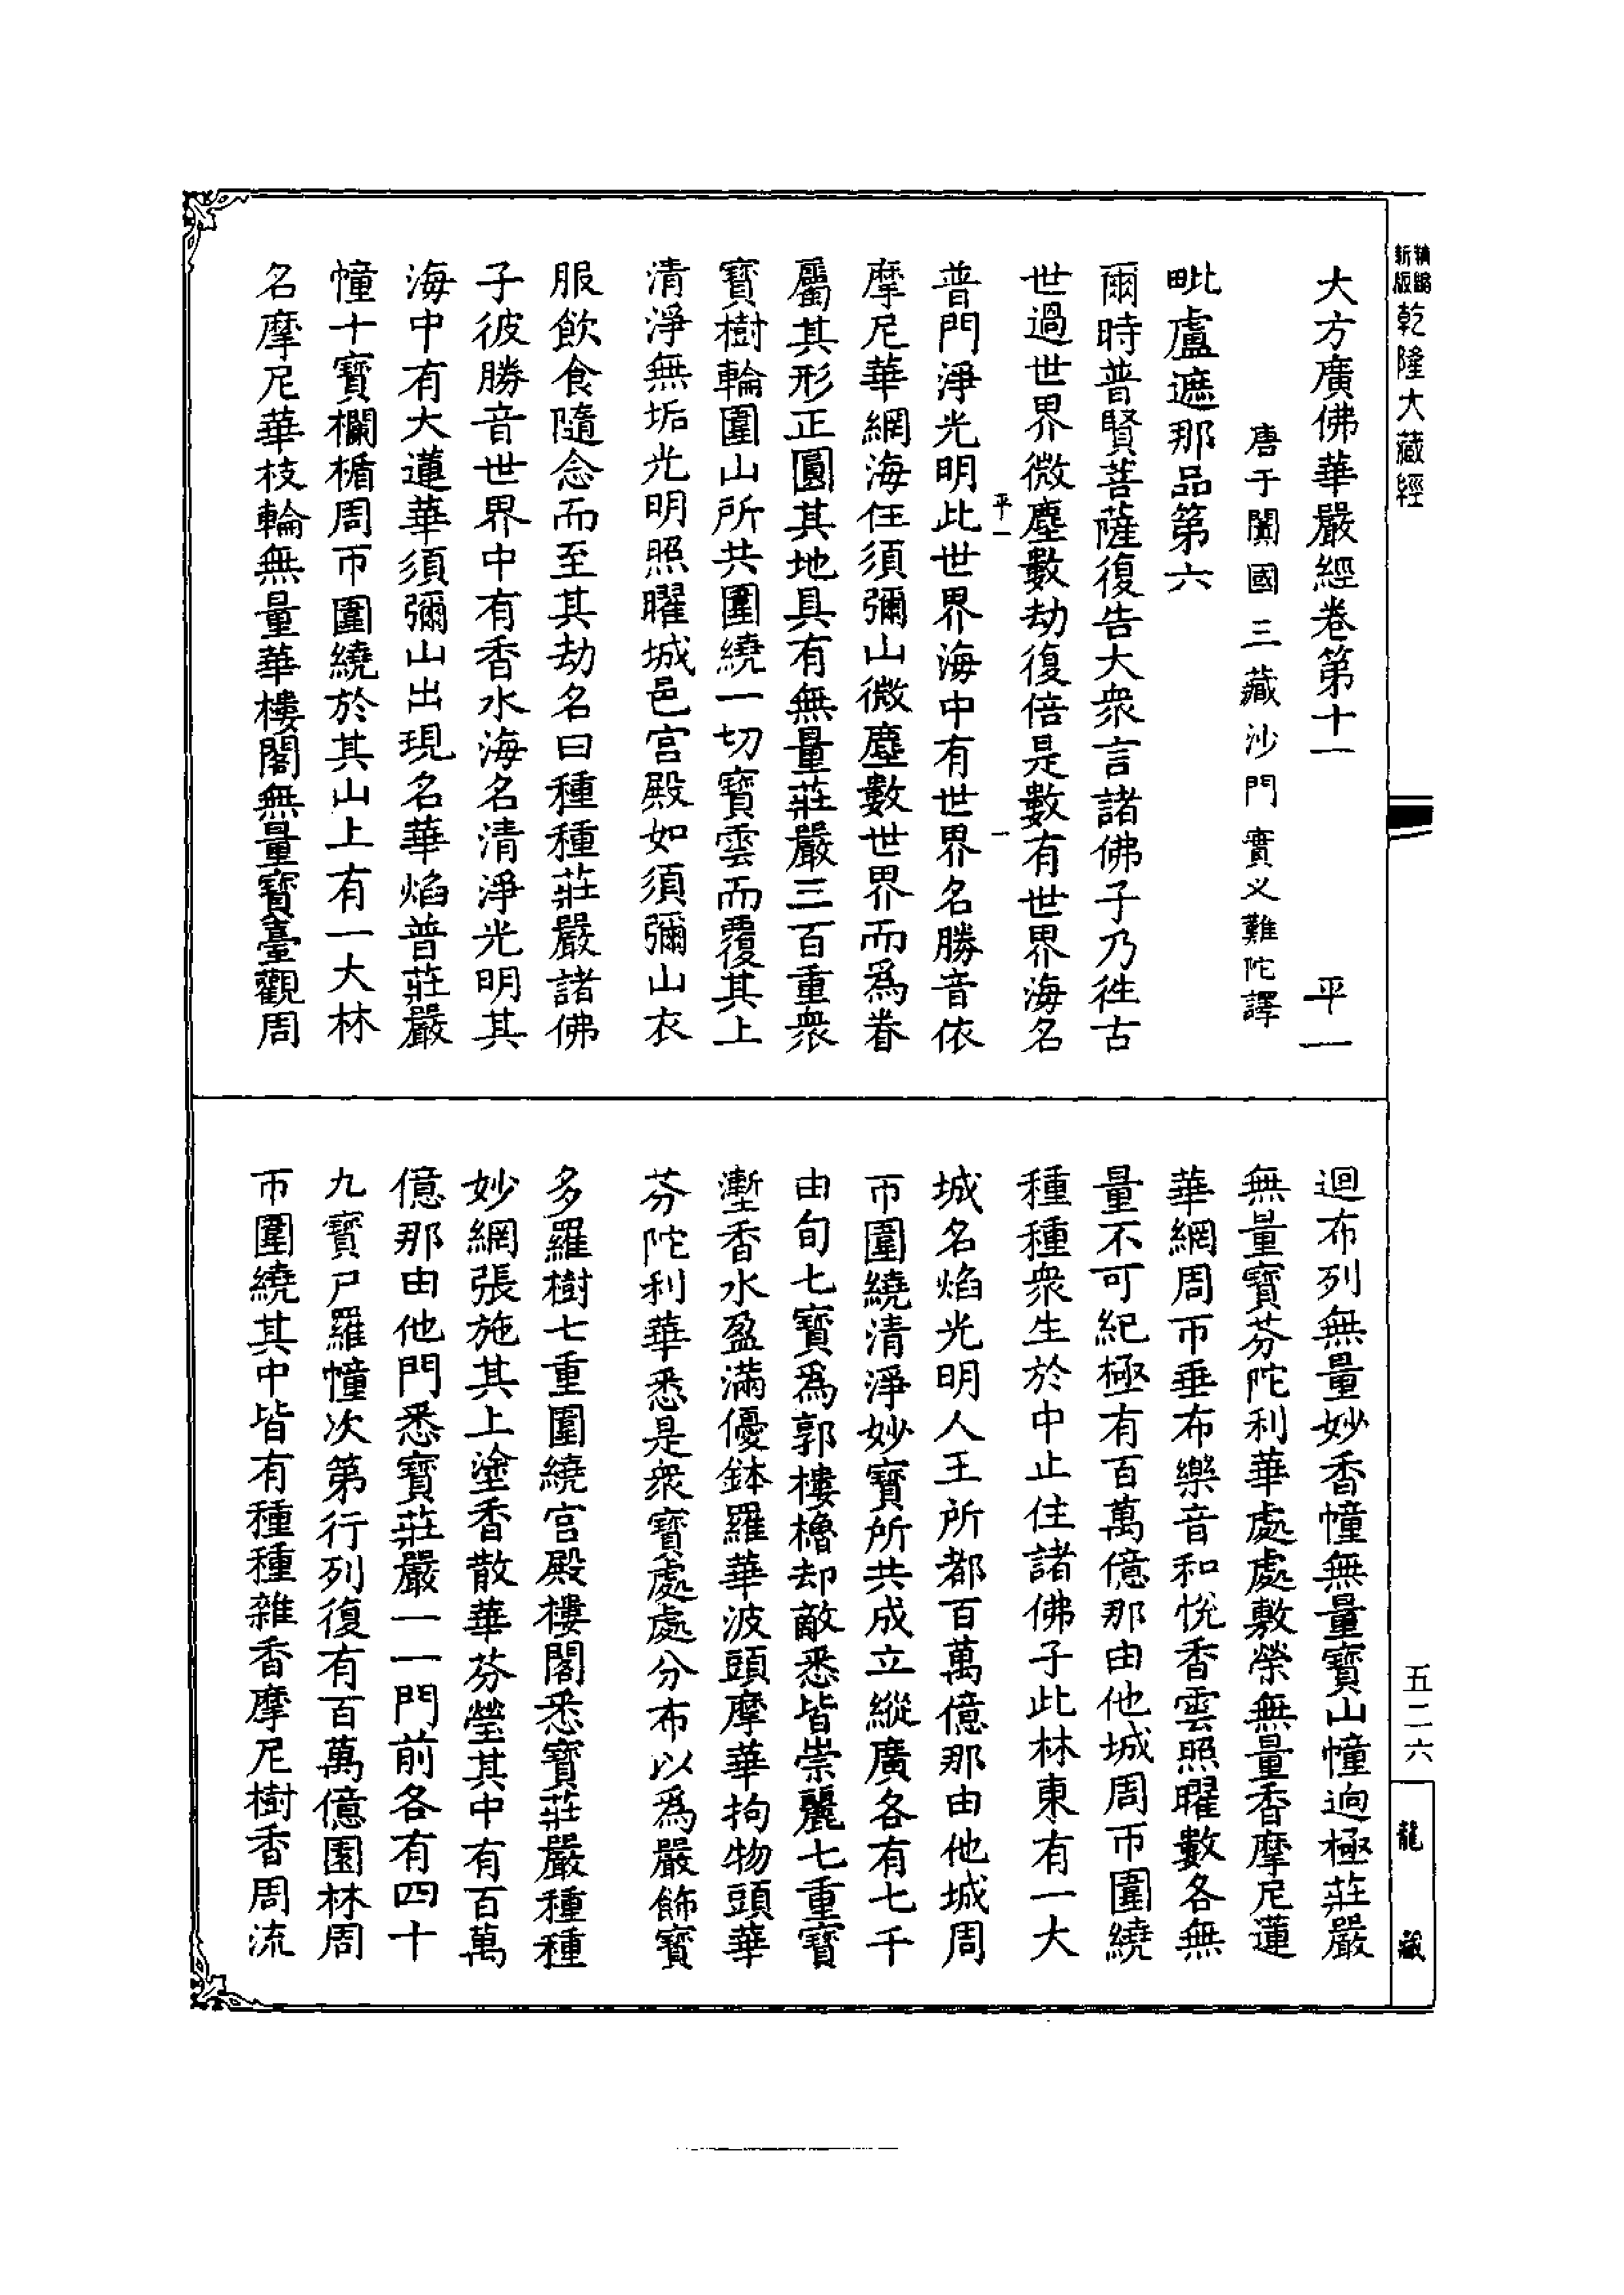 新編
新版
乾隆大藏經
大方廣佛華嚴經卷第十一　平一
唐于闐國三藏沙門實叉難陀譯
毗盧遮那品第六
爾時普賢菩薩復告大衆言諸佛子乃徃古
世過世界微塵數劫復倍是數有世界海名
平一　一
普門淨光明此世界海中有世界名勝音依
摩尼華網海住須彌山微塵數世界而爲眷
屬其形正圓其地具有無量莊嚴三百重衆
寶樹輪圍山所共圍繞一切寶雲而覆其上
清淨無垢光明照曜城邑宫殿如須彌山衣
服飲食隨念而至其劫名曰種種莊嚴諸佛
子彼勝音世界中有香水海名清淨光明其
海中有大蓮華須彌山出現名華焰普莊嚴
幢十寶欄楯周帀圍繞於其山上有一大林
名摩尼華枝輪無量華樓閣無量寶臺觀周
迴布列無量妙香幢無量寶山幢逈極莊嚴
無量寶芬陀利華處處敷榮無量香摩尼蓮
華網周帀垂布樂音和悅香雲照曜數各無
量不可紀極有百萬億那由他城周帀圍繞
種種衆生於中止住諸佛子此林東有一大
城名焰光明人王所都百萬億那由他城周
帀圍繞清淨妙寶所共成立縱廣各有七千
由旬七寶爲郭樓櫓却敵悉皆崇麗七重寶
塹香水盈滿優鉢羅華波頭摩華拘物頭華
芬陀利華悉是衆寶處處分布以爲嚴飾寶
多羅樹七重圍繞宫殿樓閣悉寶莊嚴種種
妙網張施其上塗香散華芬瑩其中有百萬
億那由他門悉寶莊嚴一一門前各有四十
九寶尸羅幢次第行列復有百萬億園林周
帀圍繞其中皆有種種雜香摩尼樹香周流
五二六
龍藏